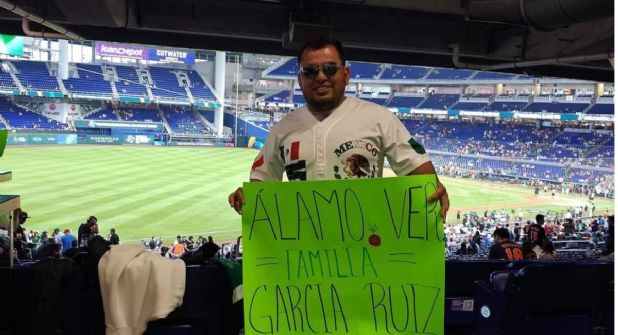 loanDepot
CUTWATER
MEXICO
ÁLAMO. VER.
= FAMILIA =
GARCIA RUIZ